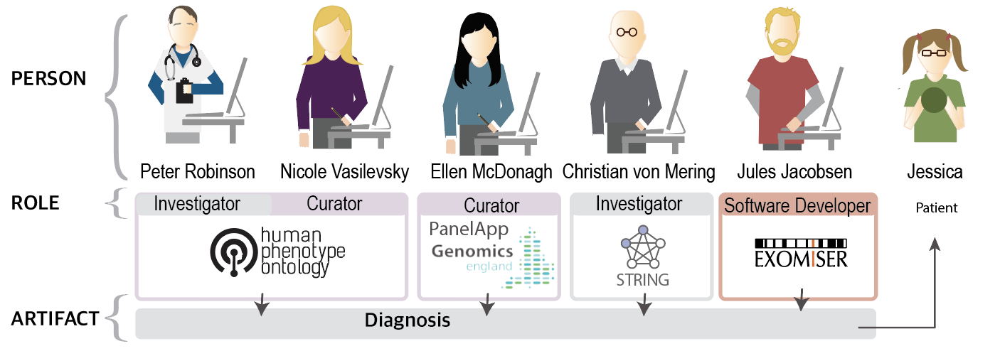 PERSON
Peter Robinson
Nicole Vasilevsky
Ellen McDonagh
Christian von Mering
Jules Jacobsen
Jessica
ROLE
Investigator
Curator
Curator
Investigator
Software Developer
Patient
human
phenotype
ontology
PanelApp
Genomics
england
STRING
EXOMISER
ARTIFACT
Diagnosis